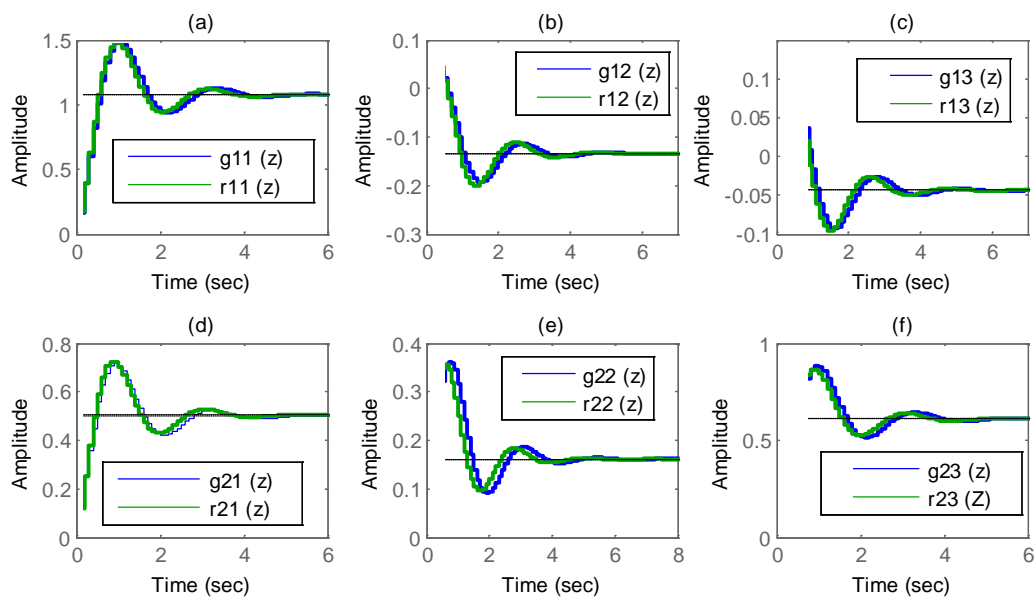 (a)
1.5
1
0.5
0
0
2
4
6
Amplitude
Time (sec)
g11 (z)
r11 (z)
(b)
0.1
0
-0.1
-0.2
-0.3
0
2
4
6
Amplitude
Time (sec)
g12 (z)
r12 (z)
(c)
0.1
0.05
0
-0.05
-0.1
0
2
4
6
Amplitude
Time (sec)
g13 (z)
r13 (z)
(d)
0.8
0.6
0.4
0.2
0
0
2
4
6
Amplitude
Time (sec)
g21 (z)
r21 (z)
(e)
0.4
0.3
0.2
0.1
0
0
2
4
6
8
Amplitude
Time (sec)
g22 (z)
r22 (z)
(f)
1
0.5
0
0
1
2
3
4
5
6
Amplitude
Time (sec)
g23 (z)
r23 (Z)